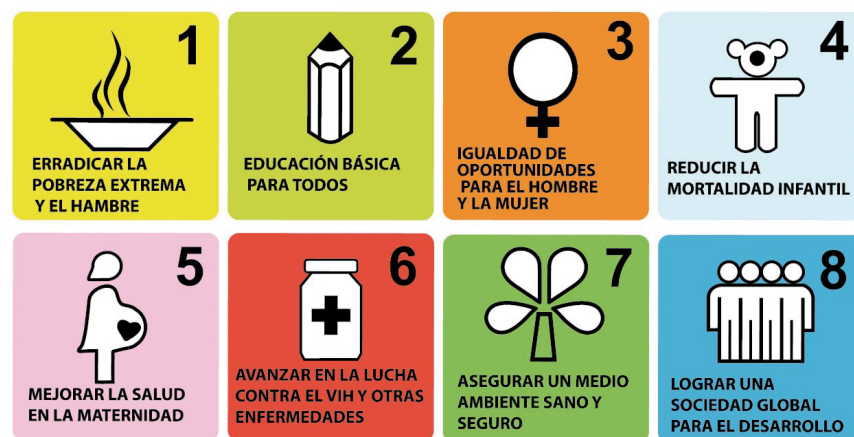 1
ERRADICAR LA
POBREZA EXTREMA
Y EL HAMBRE
2
EDUCACIÓN BÁSICA
PARA TODOS
3
IGUALDAD DE
OPORTUNIDADES
PARA EL HOMBRE
Y LA MUJER
4
REDUCIR LA
MORTALIDAD INFANTIL
5
MEJORAR LA SALUD
EN LA MATERNIDAD
6
AVANZAR EN LA LUCHA
CONTRA EL VIH Y OTRAS
ENFERMEDADES
7
ASEGURAR UN MEDIO
AMBIENTE SANO Y
SEGURO
8
LOGRAR UNA
SOCIEDAD GLOBAL
PARA EL DESARROLLO